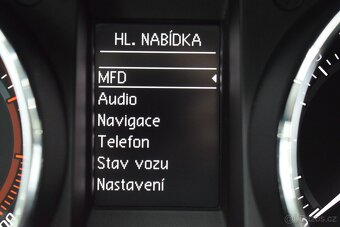 HL. NABÍDKA
MFD
Audio
Navigace
Telefon
Stav vozu
Nastavení